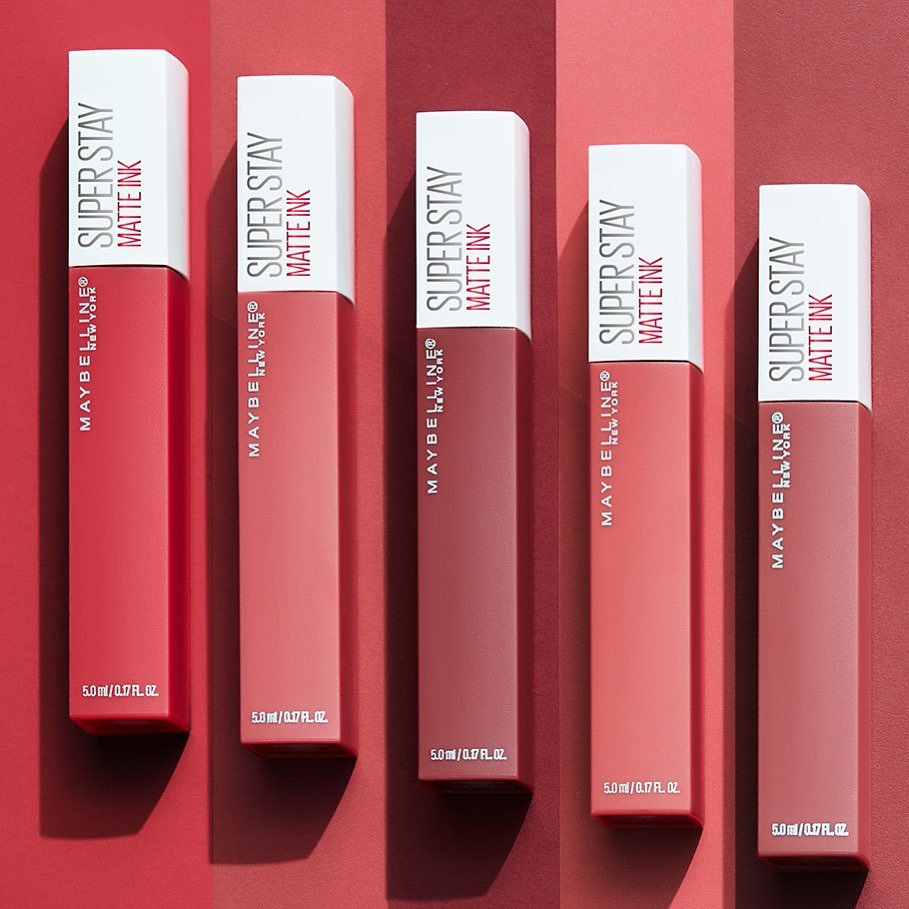 SUPER STAY
MATTE INK
MAYBELLINE®
NEW YORK
5.0 ml / 0.17 FL. OZ.
SUPER STAY
MATTE INK
MAYBELLINE®
NEW YORK
5.0 ml / 0.17 FL. OZ.
SUPER STAY
MATTE INK
MAYBELLINE®
NEW YORK
5.0 ml / 0.17 FL. OZ.
SUPER STAY
MATTE INK
MAYBELLINE®
NEW YORK
5.0 ml / 0.17 FL. OZ.
SUPER STAY
MATTE INK
MAYBELLINE®
NEW YORK
5.0 ml / 0.17 FL. OZ.